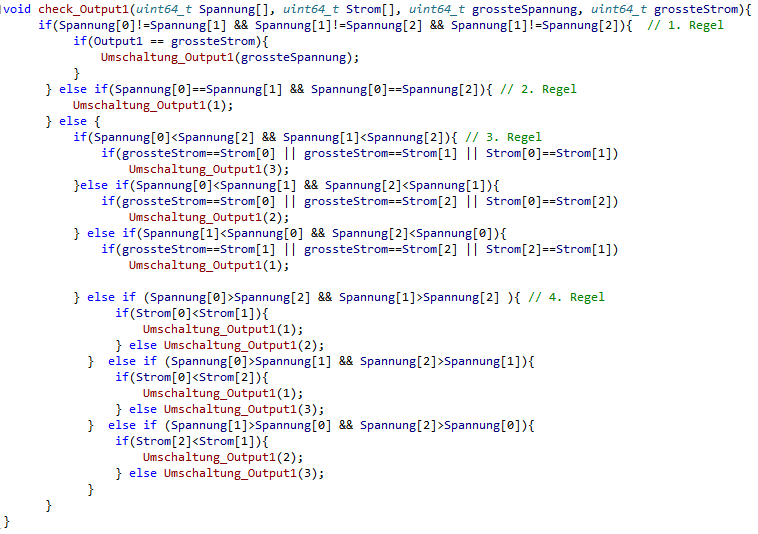 void check_Output1(uint64_t Spannung[], uint64_t Strom[], uint64_t grossteSpannung, uint64_t grossteStrom){
if(Spannung[0]!=Spannung[1] && Spannung[1]!=Spannung[2] && Spannung[1]!=Spannung[2]){ // 1. Regel
if(Output1 == grossteStrom){
Umschaltung_Output1(grossteSpannung);
}
} else if(Spannung[0]==Spannung[1] && Spannung[0]==Spannung[2]){ // 2. Regel
Umschaltung_Output1(1);
} else {
if(Spannung[0]<Spannung[2] && Spannung[1]<Spannung[2]){ // 3. Regel
if(grossteStrom==Strom[0] || grossteStrom==Strom[1] || Strom[0]==Strom[1])
Umschaltung_Output1(3);
}else if(Spannung[0]<Spannung[1] && Spannung[2]<Spannung[1]){
if(grossteStrom==Strom[0] || grossteStrom==Strom[2] || Strom[0]==Strom[2])
Umschaltung_Output1(2);
} else if(Spannung[1]<Spannung[0] && Spannung[2]<Spannung[0]){
if(grossteStrom==Strom[1] || grossteStrom==Strom[2] || Strom[2]==Strom[1])
Umschaltung_Output1(1);
} else if (Spannung[0]>Spannung[2] && Spannung[1]>Spannung[2] ){ // 4. Regel
if(Strom[0]<Strom[1]){
Umschaltung_Output1(1);
} else Umschaltung_Output1(2);
} else if (Spannung[0]>Spannung[1] && Spannung[2]>Spannung[1]){
if(Strom[0]<Strom[2]){
Umschaltung_Output1(1);
} else Umschaltung_Output1(3);
} else if (Spannung[1]>Spannung[0] && Spannung[2]>Spannung[0]){
if(Strom[2]<Strom[1]){
Umschaltung_Output1(2);
} else Umschaltung_Output1(3);
}
}
}